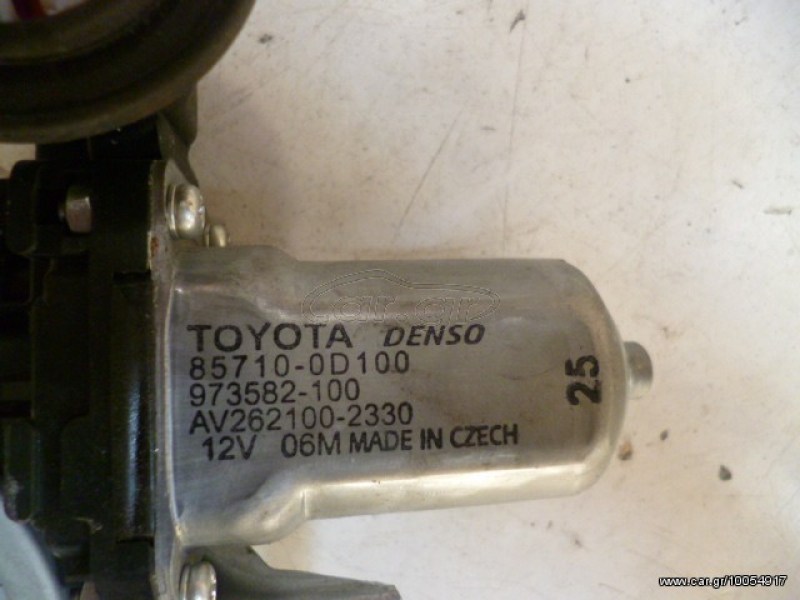 TOYOTA DENSO
85710-0D100
973582-100
AV262100-2330
12V 06M MADE IN CZECH
25
www.car.gr/10054917